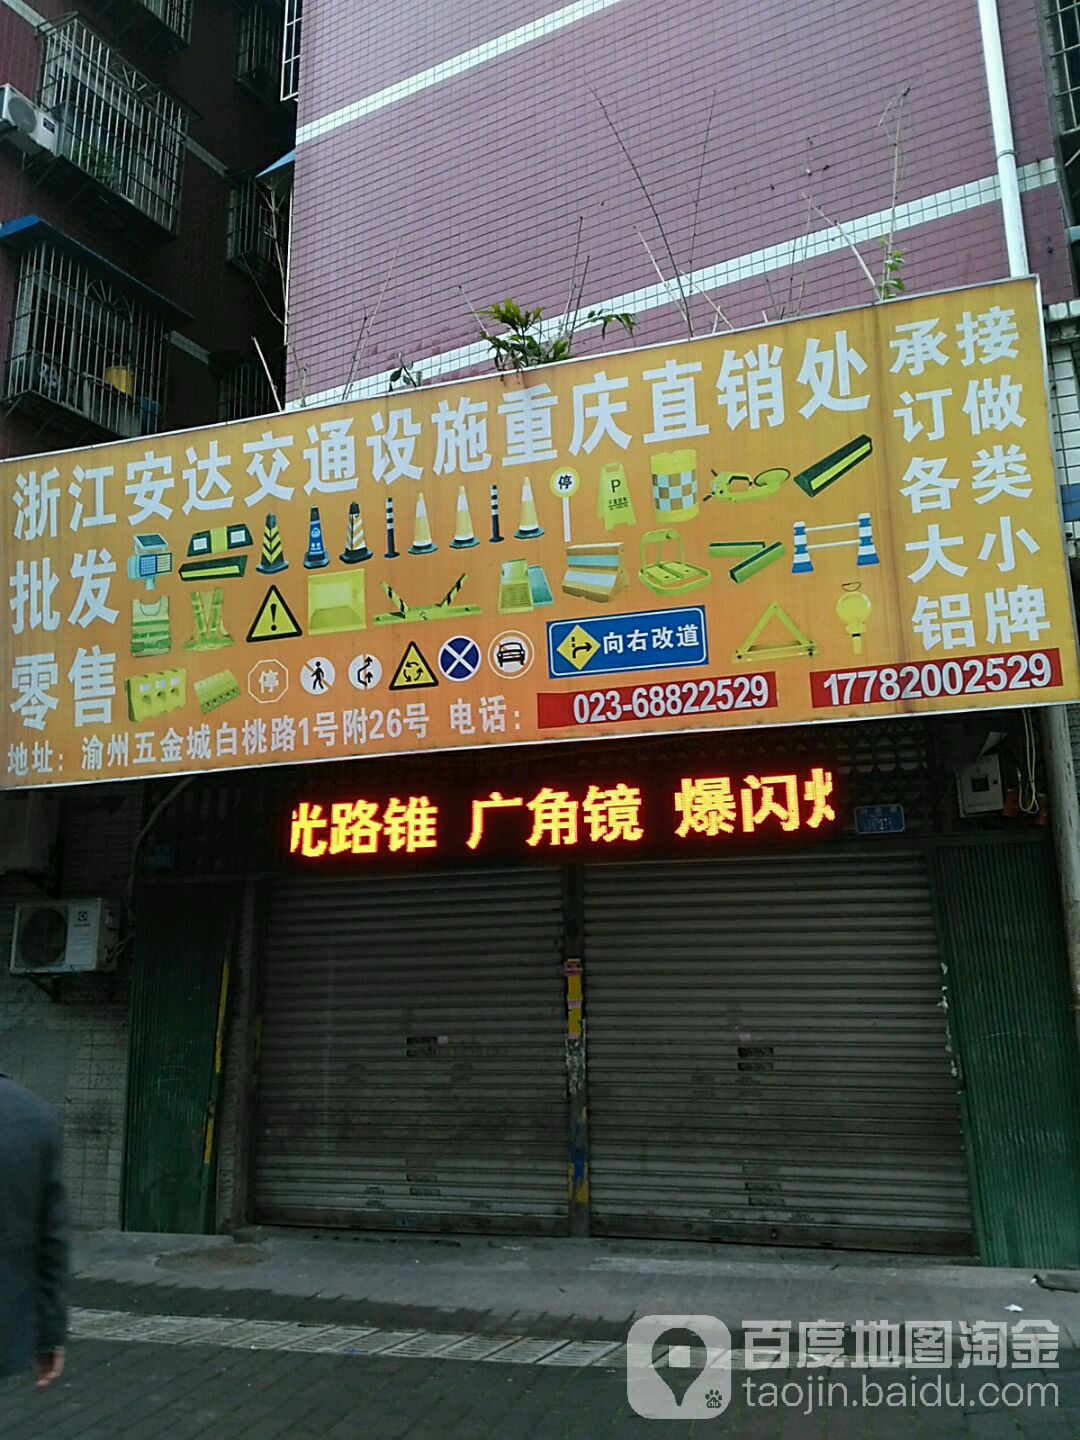 浙江安达交通设施重庆直销处
批发
零售
承接
订做
各类
大小
铝牌
停
P
停
向右改道
地址：渝州五金城白桃路1号附26号 电话：023-68822529 17782002529
光路锥 广角镜 爆闪灯
百度地图淘金
taojin.baidu.com